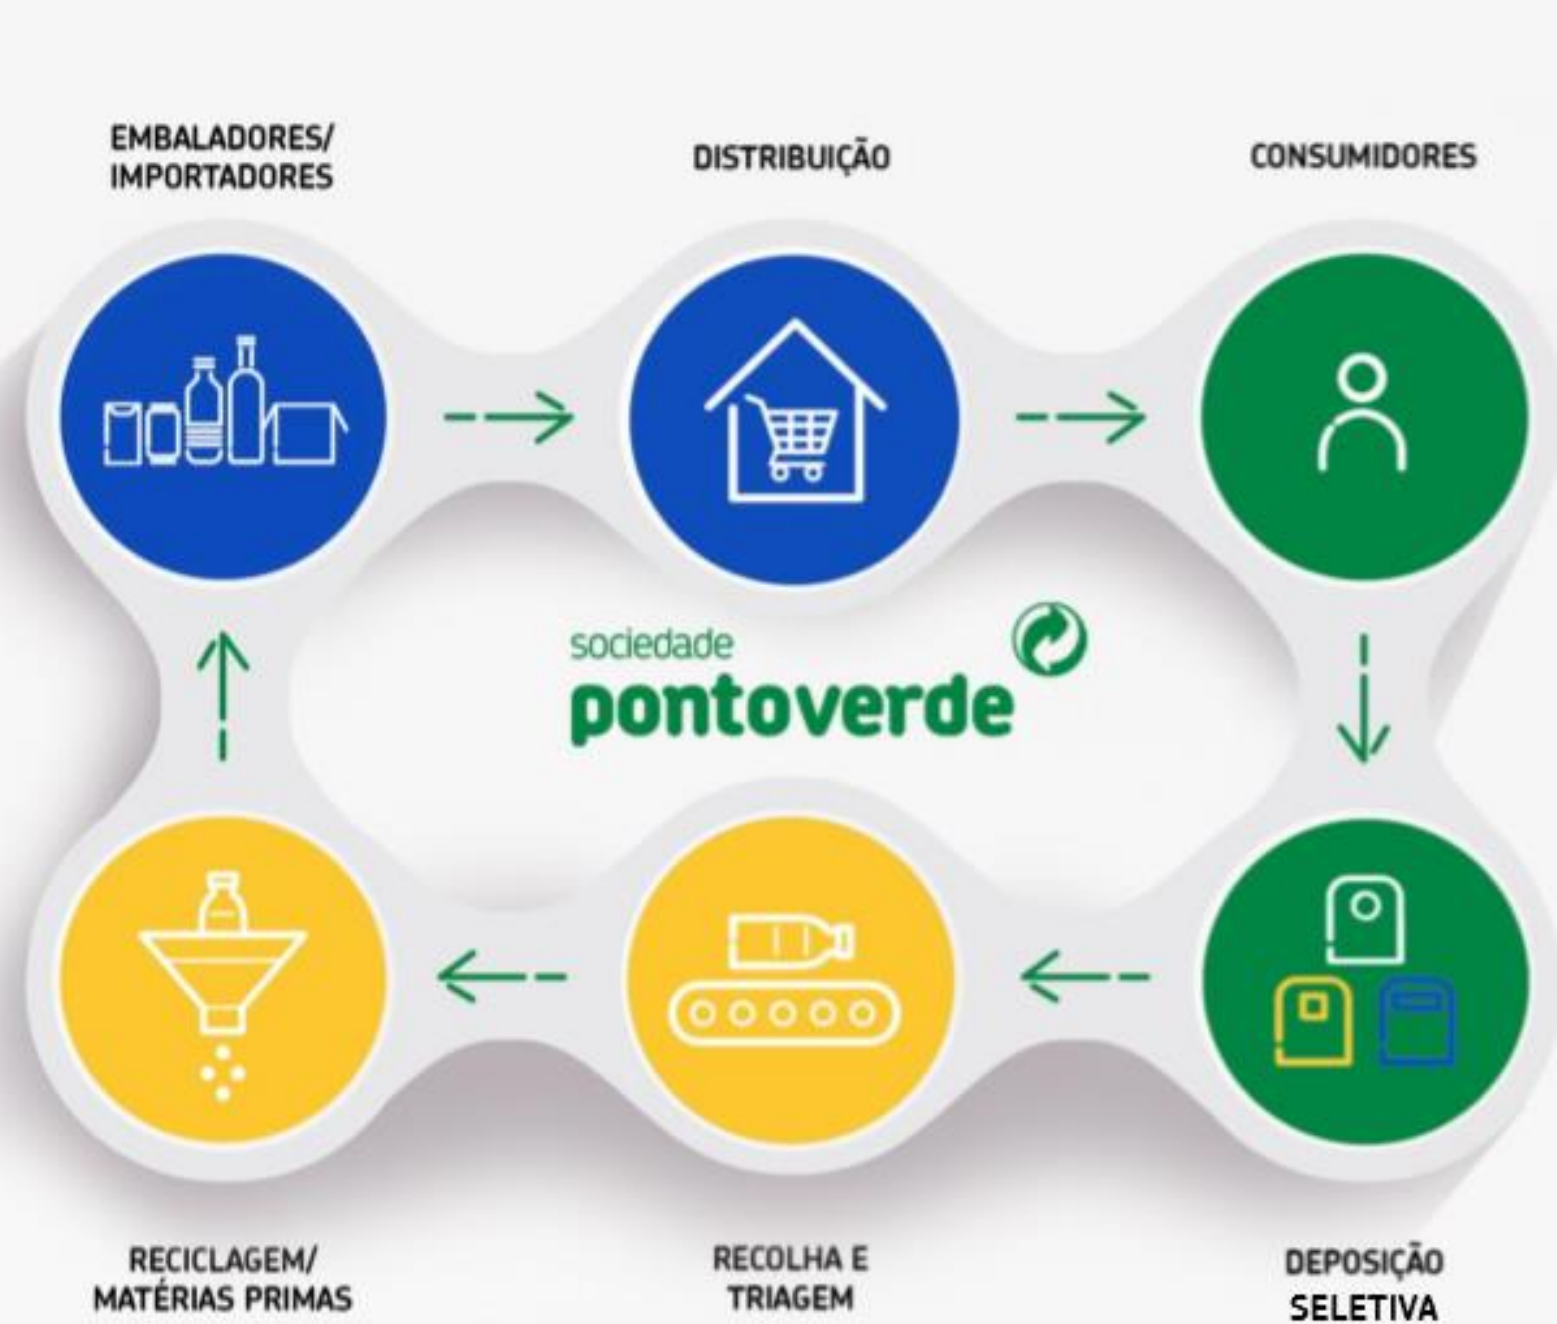 EMBALADORES/
IMPORTADORES
DISTRIBUIÇÃO
CONSUMIDORES
sociedade
pontoverde
RECICLAGEM/
MATÉRIAS PRIMAS
RECOLHA E
TRIAGEM
DEPOSIÇÃO
SELETIVA